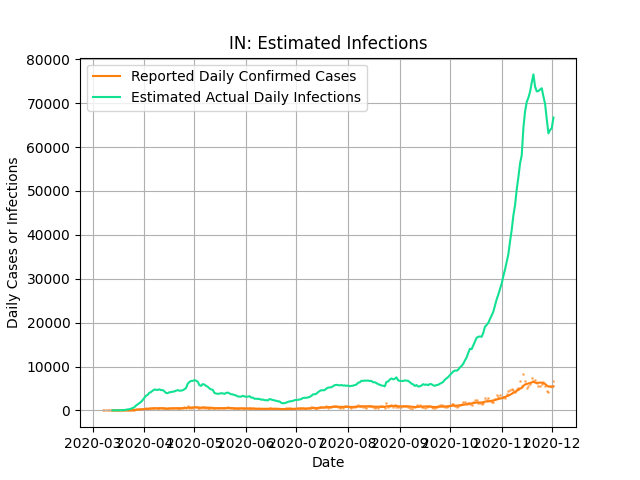 IN: Estimated Infections
Reported Daily Confirmed Cases
Estimated Actual Daily Infections
Daily Cases or Infections
80000
70000
60000
50000
40000
30000
20000
10000
0
2020-03 2020-04 2020-05 2020-06 2020-07 2020-08 2020-09 2020-10 2020-11 2020-12
Date